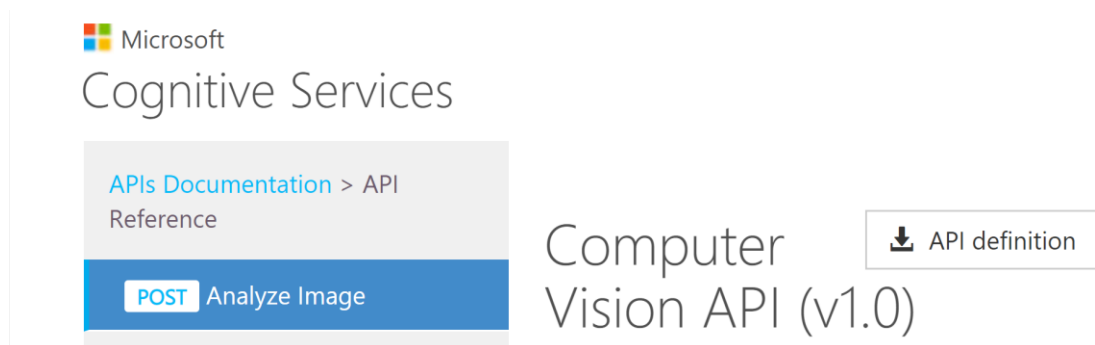 Microsoft
Cognitive Services
APIs Documentation > API
Reference
POST Analyze Image
Computer
Vision API (v1.0)
API definition